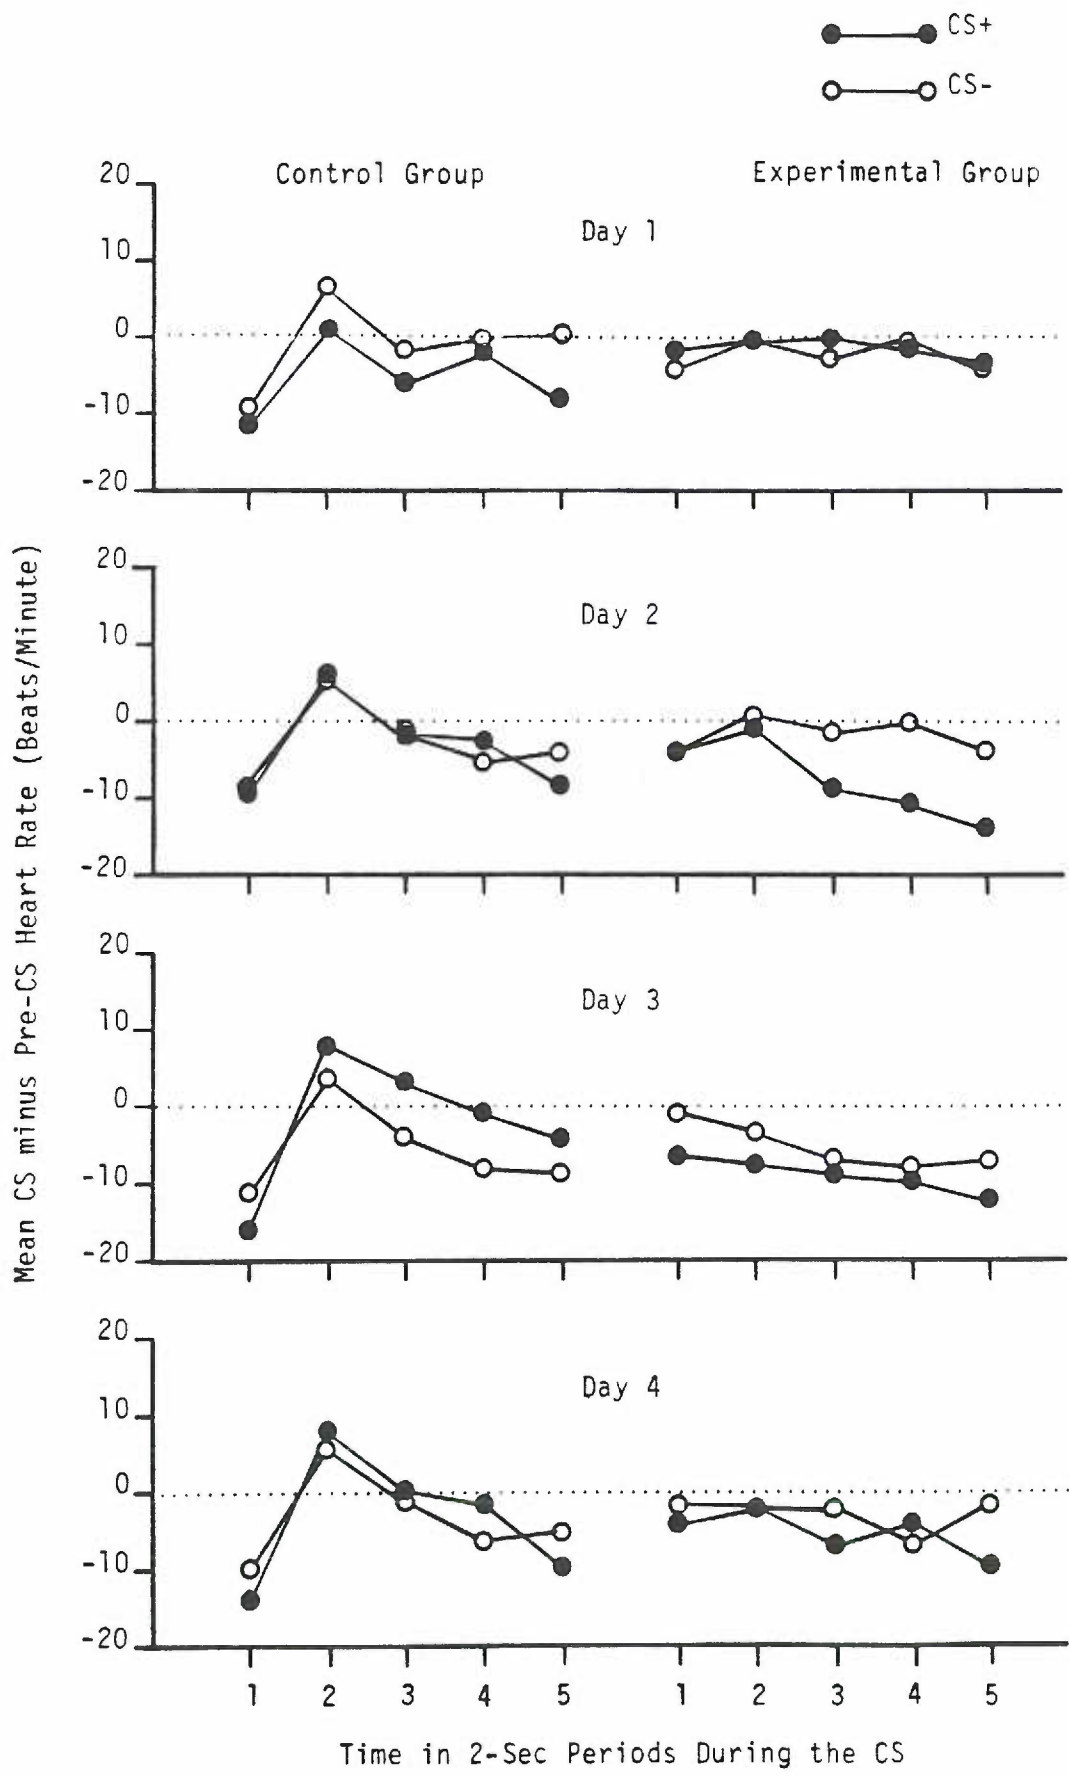 CS+
CS-
Control Group
Experimental Group
Day 1
20
10
0
-10
-20
Day 2
20
10
0
-10
-20
Day 3
20
10
0
-10
-20
Day 4
20
10
0
-10
-20
Mean CS minus Pre-CS Heart Rate (Beats/Minute)
1 2 3 4 5 1 2 3 4 5
Time in 2-Sec Periods During the CS